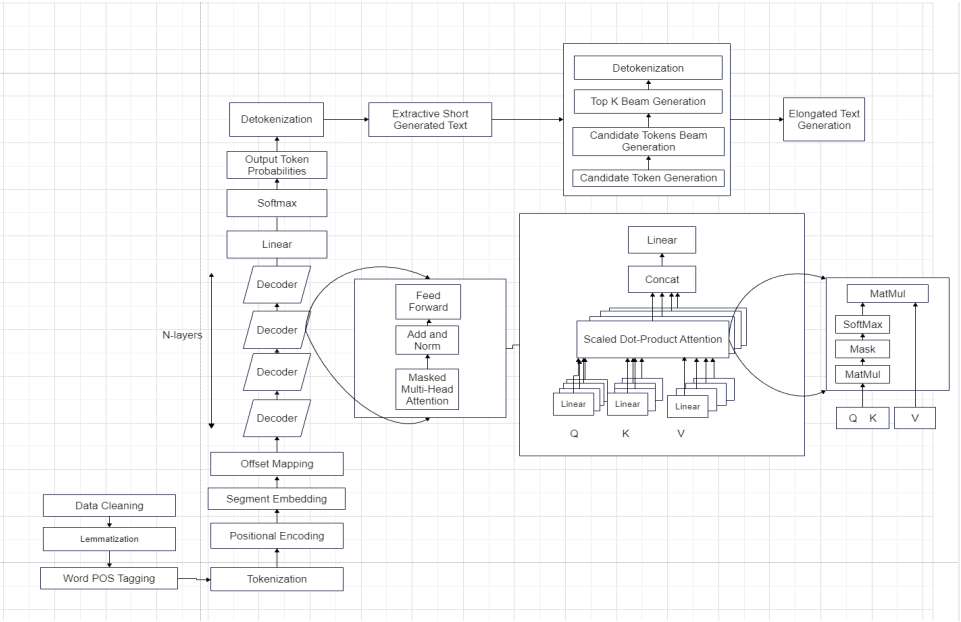 Detokenization
Top K Beam Generation
Candidate Tokens Beam
Generation
Candidate Token Generation
Elongated Text
Generation
Detokenization
Extractive Short
Generated Text
Output Token
Probabilities
Softmax
Linear
Decoder
Decoder
Decoder
Decoder
N-layers
Offset Mapping
Segment Embedding
Positional Encoding
Tokenization
Data Cleaning
Lemmatization
Word POS Tagging
Feed
Forward
Add and
Norm
Masked
Multi-Head
Attention
Linear
Concat
Scaled Dot-Product Attention
Linear
Linear
Linear
Q
K
V
MatMul
SoftMax
Mask
MatMul
Q K
V